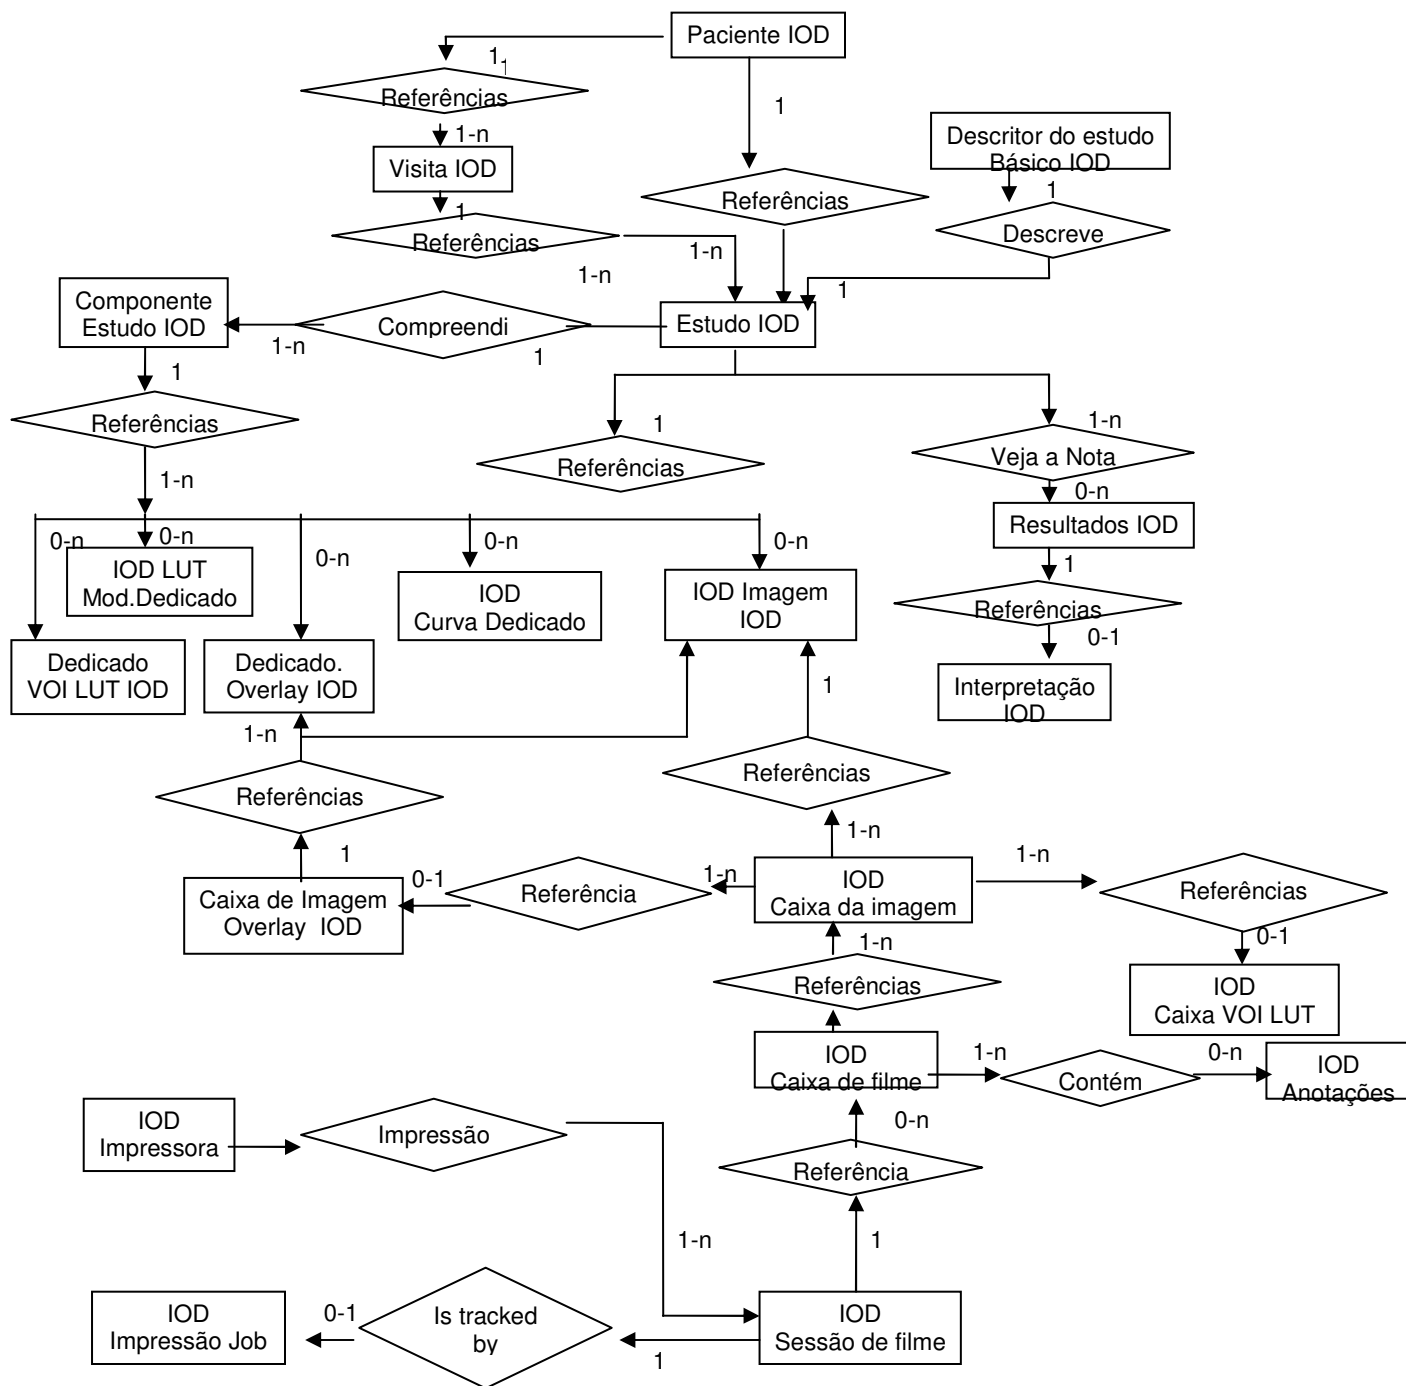 Paciente IOD
1
1
Referências
1
1-n
Descritor do estudo
Básico IOD
Visita IOD
1
Referências
1
Referências
Descreve
1-n
1-n
1
Componente
Estudo IOD
Compreendi
Estudo IOD
1-n
1
1
Referências
1
1-n
Referências
Veja a Nota
1-n
0-n
Resultados IOD
0-n
0-n
0-n
0-n
0-n
1
IOD LUT
Mod.Dedicado
IOD
Curva Dedicado
IOD Imagem
IOD
Referências
0-1
Dedicado
VOI LUT IOD
Dedicado.
Overlay IOD
Interpretação
IOD
1
1-n
Referências
Referências
1-n
1
1-n
0-1
1-n
Referência
IOD
Caixa da imagem
Referências
Caixa de Imagem
Overlay  IOD
0-1
1-n
Referências
IOD
Caixa VOI LUT
IOD
Caixa de filme
1-n
Contém
0-n
IOD
Anotações
IOD
Impressora
Impressão
0-n
Referência
1-n
1
IOD
Impressão Job
0-1
Is tracked
by
1
IOD
Sessão de filme